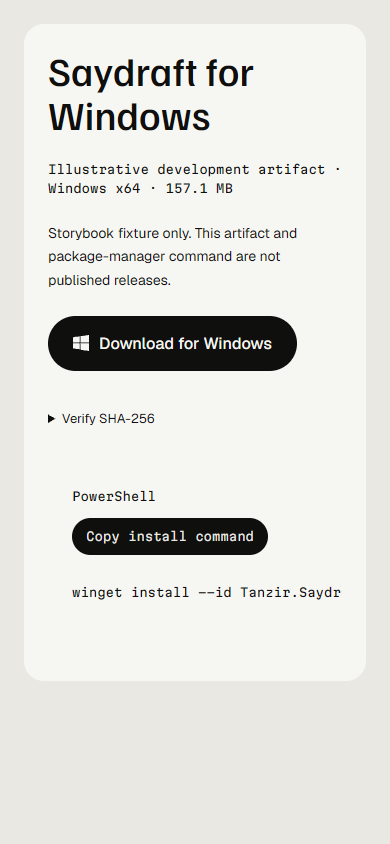 Saydraft for
Windows
Illustrative development artifact ·
Windows x64 · 157.1 MB
Storybook fixture only. This artifact and
package-manager command are not
published releases.
Download for Windows
Verify SHA-256
PowerShell
Copy install command
winget install --id Tanzir.Saydr